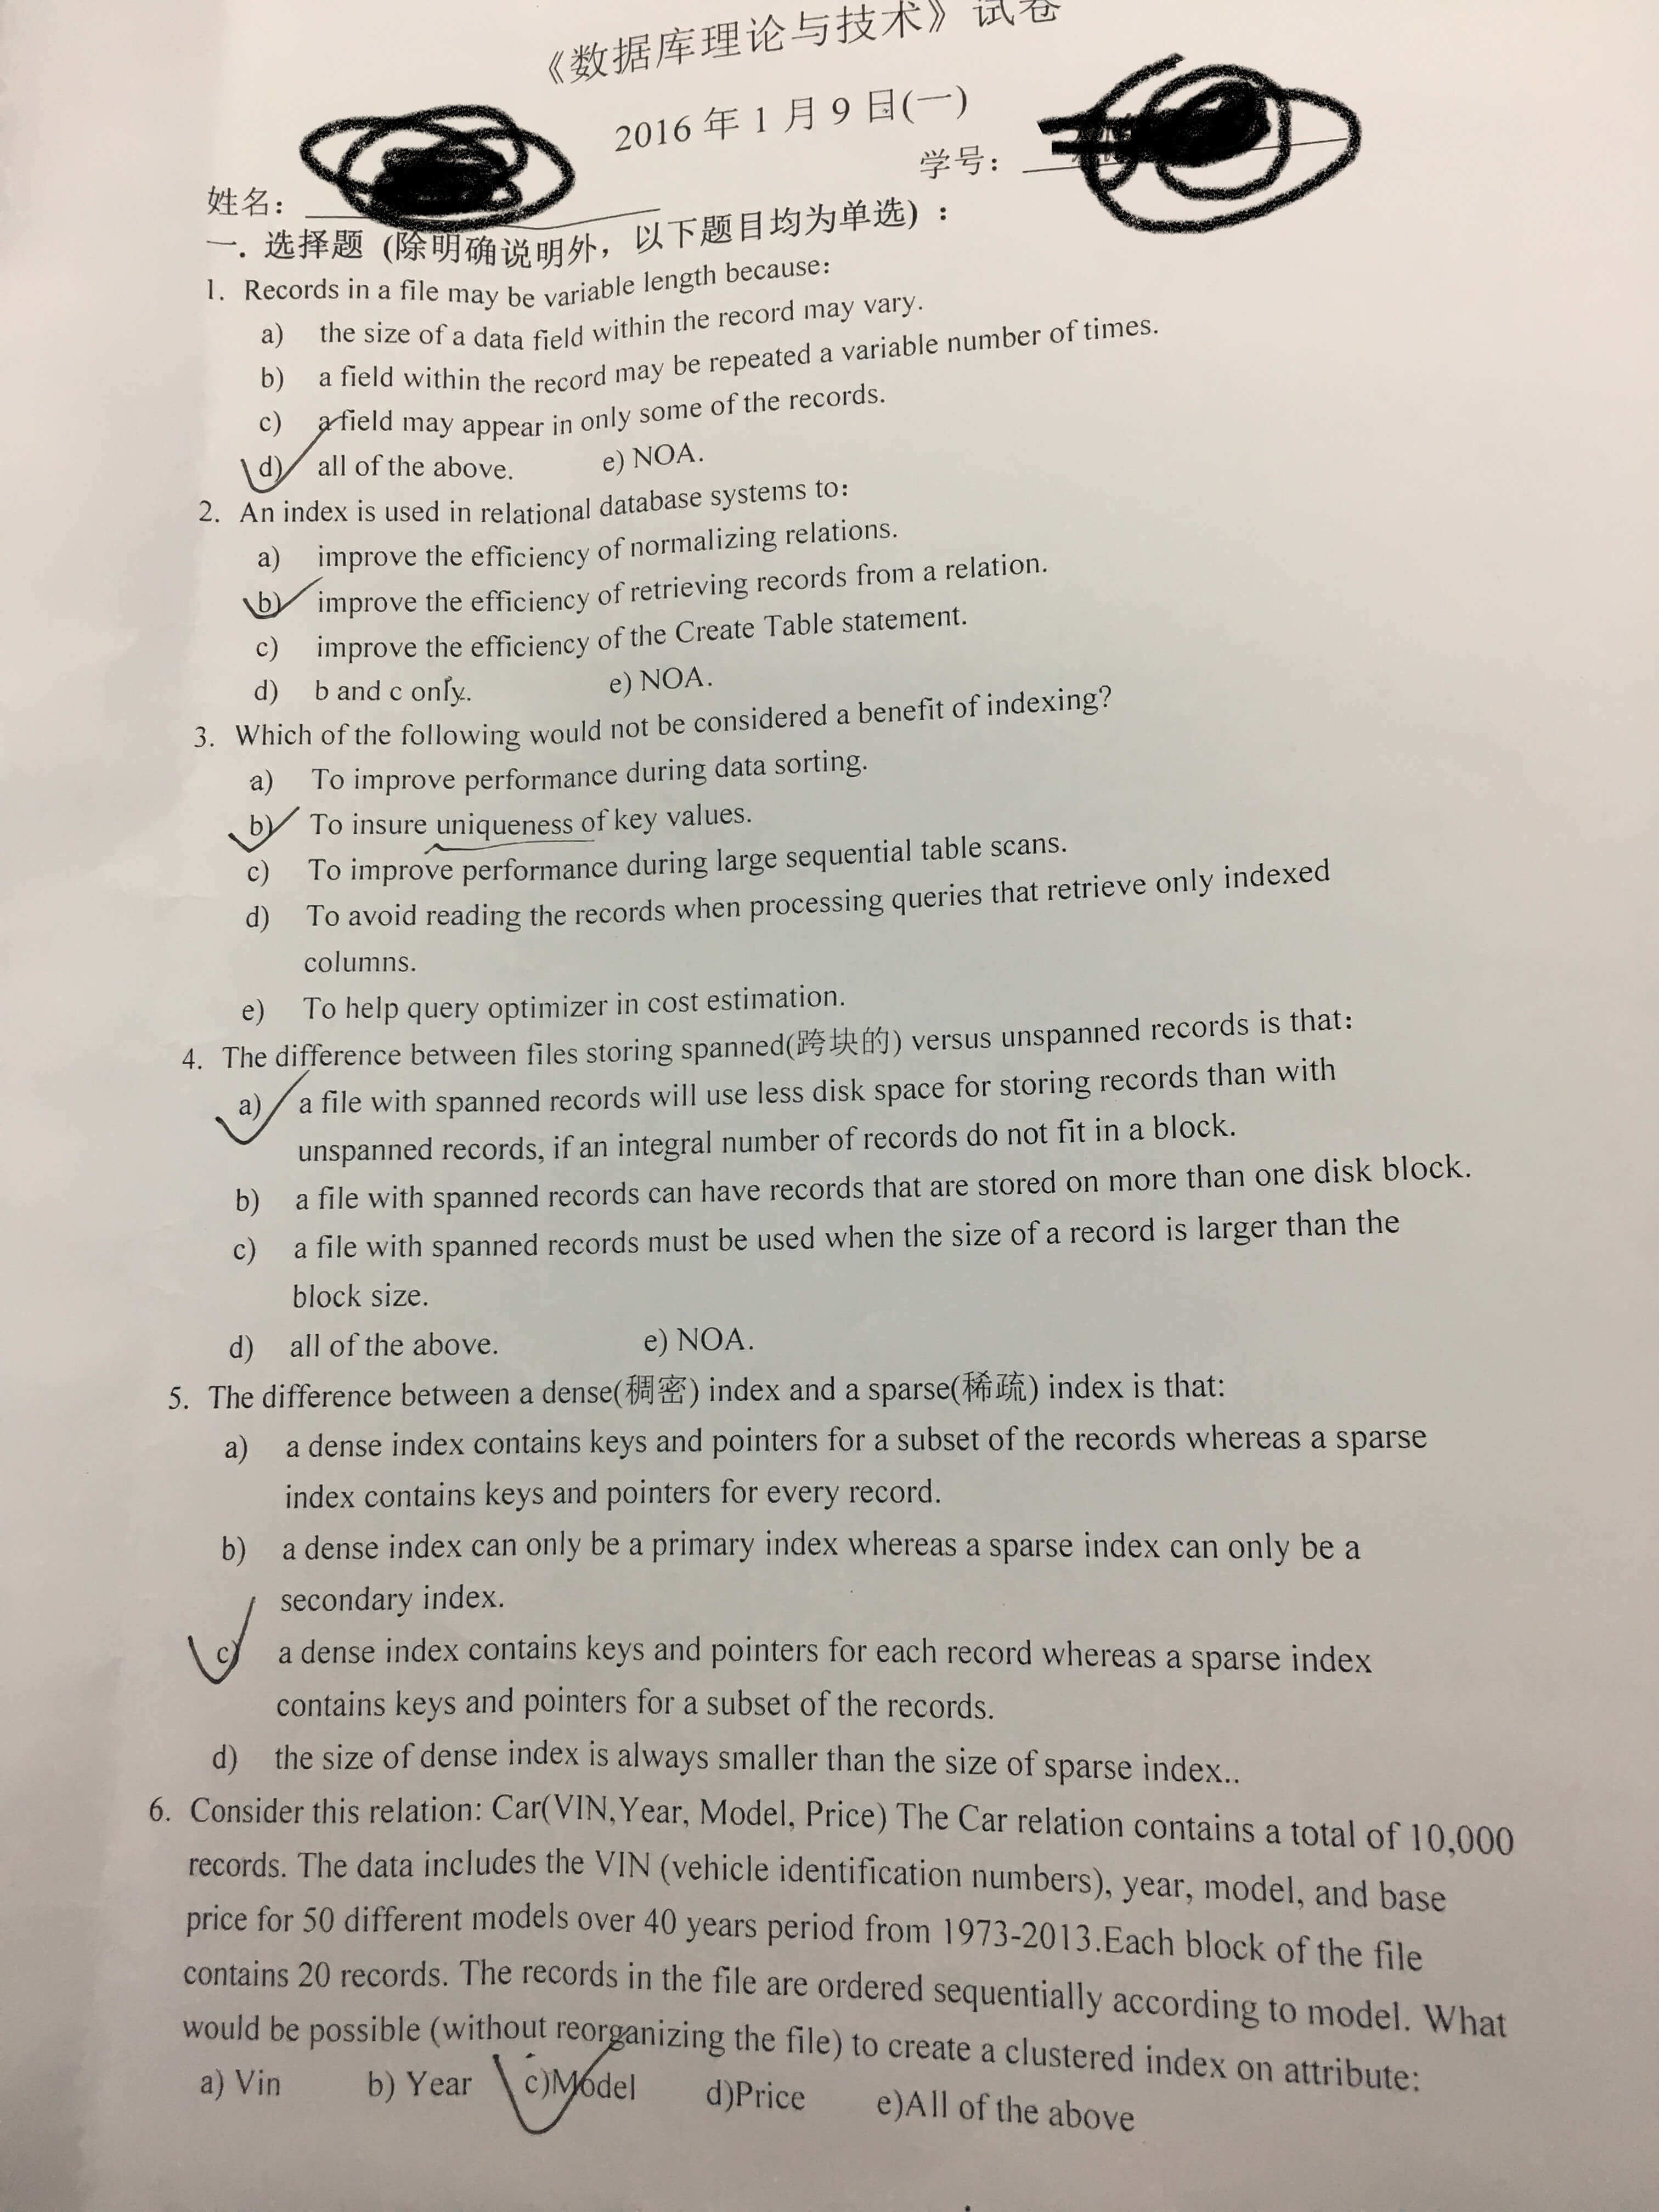 《数据库理论与技术》试卷
2016 年 1 月 9 日(一)
姓名: 学号:
一. 选择题 (除明确说明外, 以下题目均为单选) :
1. Records in a file may be variable length because:
a) the size of a data field within the record may vary.
b) a field within the record may be repeated a variable number of times.
c) a field may appear in only some of the records.
d) all of the above. e) NOA.
2. An index is used in relational database systems to:
a) improve the efficiency of normalizing relations.
b) improve the efficiency of retrieving records from a relation.
c) improve the efficiency of the Create Table statement.
d) b and c only. e) NOA.
3. Which of the following would not be considered a benefit of indexing?
a) To improve performance during data sorting.
b) To insure uniqueness of key values.
c) To improve performance during large sequential table scans.
d) To avoid reading the records when processing queries that retrieve only indexed
columns.
e) To help query optimizer in cost estimation.
4. The difference between files storing spanned(跨块的) versus unspanned records is that:
a) a file with spanned records will use less disk space for storing records than with
unspanned records, if an integral number of records do not fit in a block.
b) a file with spanned records can have records that are stored on more than one disk block.
c) a file with spanned records must be used when the size of a record is larger than the
block size.
d) all of the above. e) NOA.
5. The difference between a dense(稠密) index and a sparse(稀疏) index is that:
a) a dense index contains keys and pointers for a subset of the records whereas a sparse
index contains keys and pointers for every record.
b) a dense index can only be a primary index whereas a sparse index can only be a
secondary index.
c) a dense index contains keys and pointers for each record whereas a sparse index
contains keys and pointers for a subset of the records.
d) the size of dense index is always smaller than the size of sparse index..
6. Consider this relation: Car(VIN,Year, Model, Price) The Car relation contains a total of 10,000
records. The data includes the VIN (vehicle identification numbers), year, model, and base
price for 50 different models over 40 years period from 1973-2013.Each block of the file
contains 20 records. The records in the file are ordered sequentially according to model. What
would be possible (without reorganizing the file) to create a clustered index on attribute:
a) Vin b) Year c)Model d)Price e)All of the above